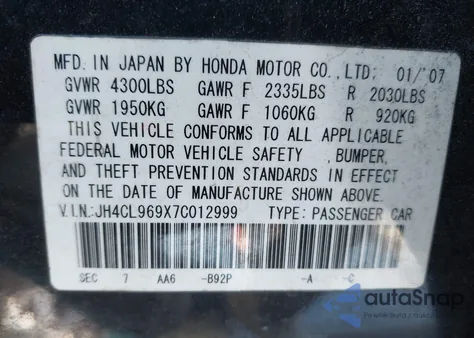 MFD. IN JAPAN BY HONDA MOTOR CO., LTD; 01/'07
GVWR 4300LBS GAWR F 2335LBS R 2030LBS
GVWR 1950KG GAWR F 1060KG R 920KG
THIS VEHICLE CONFORMS TO ALL APPLICABLE
FEDERAL MOTOR VEHICLE SAFETY , BUMPER,
AND THEFT PREVENTION STANDARDS IN EFFECT
ON THE DATE OF MANUFACTURE SHOWN ABOVE.
V.I.N.:JH4CL969X7C012999 TYPE: PASSENGER CAR
SEC 7 AA6 -B92P -A -C
autoSnap